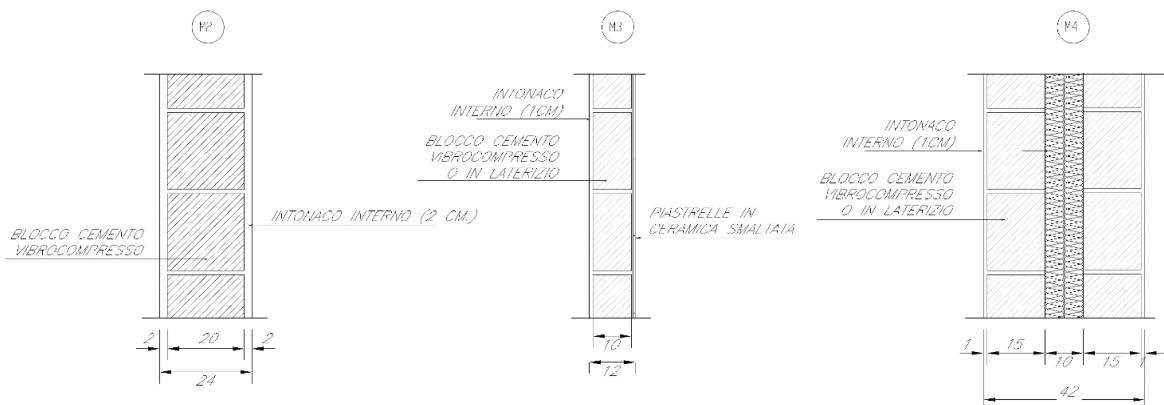 M2
INTONACO INTERNO (2 CM.)
BLOCCO CEMENTO
VIBROCOMPRESSO
2
20
2
24
M3
INTONACO
INTERNO (1CM)
BLOCCO CEMENTO
VIBROCOMPRESSO
O IN LATERIZIO
PIASTRELLE IN
CERAMICA SMALTATA
10
12
M4
INTONACO
INTERNO (1CM)
BLOCCO CEMENTO
VIBROCOMPRESSO
O IN LATERIZIO
1
15
10
15
1
42